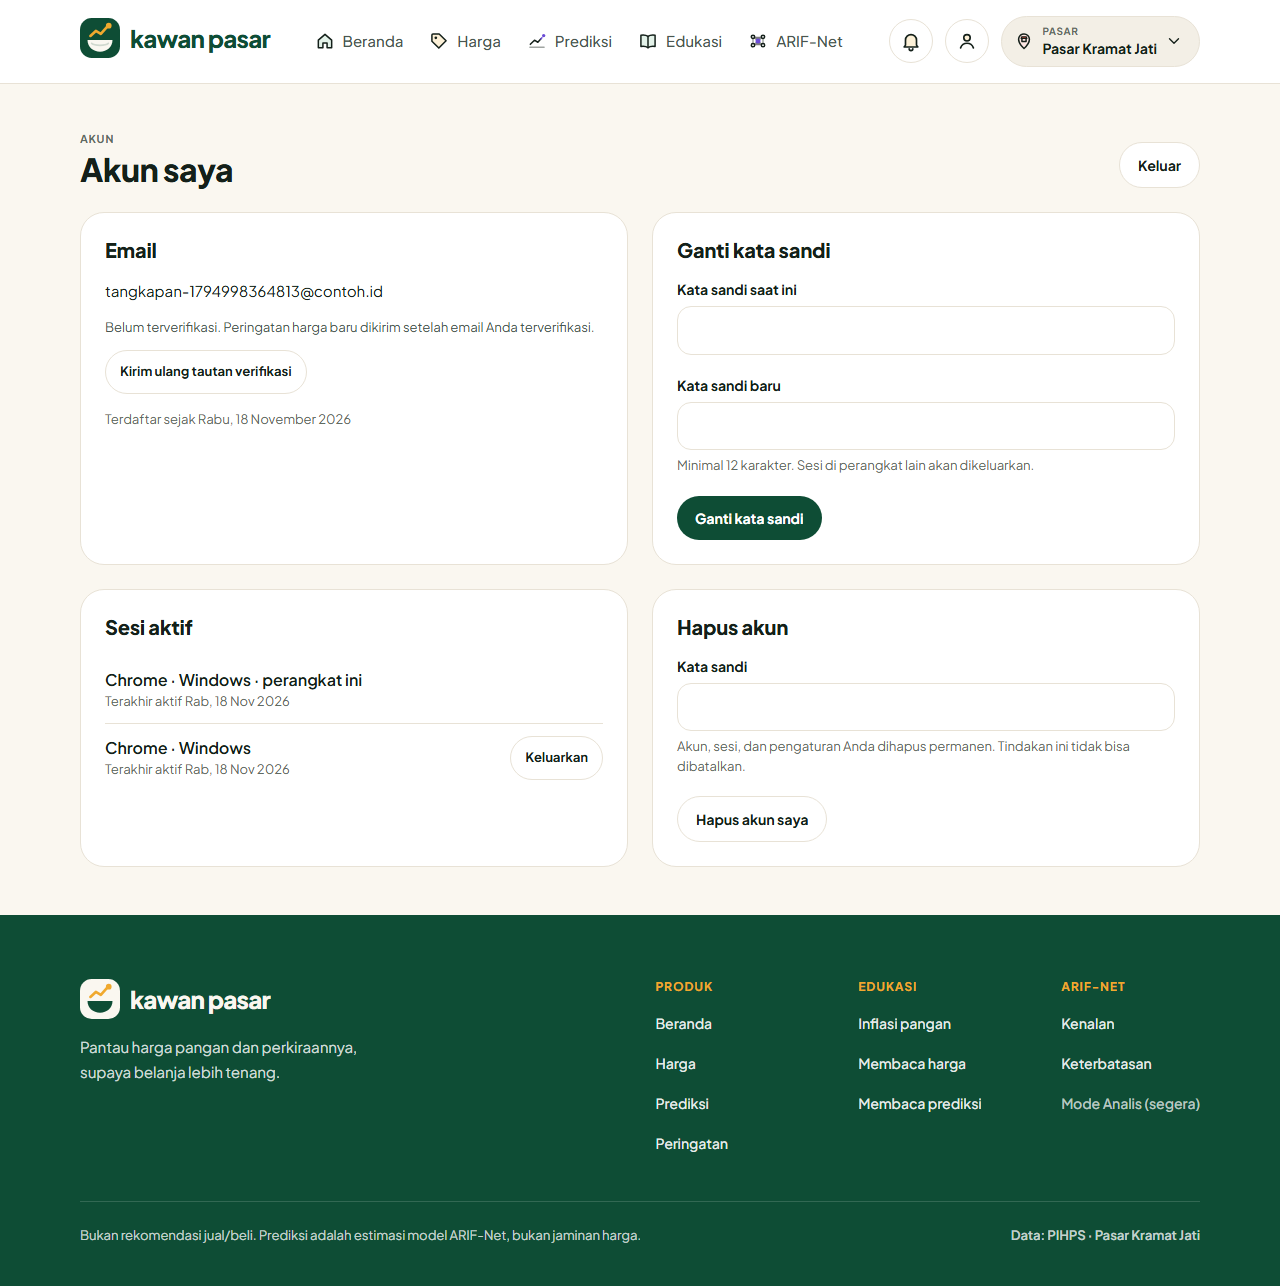 kawan pasar
Beranda
Harga
Prediksi
Edukasi
ARIF-Net
PASAR
Pasar Kramat Jati
AKUN
Akun saya
Keluar
Email
tangkapan-1794998364813@contoh.id
Belum terverifikasi. Peringatan harga baru dikirim setelah email Anda terverifikasi.
Kirim ulang tautan verifikasi
Terdaftar sejak Rabu, 18 November 2026
Ganti kata sandi
Kata sandi saat ini
Kata sandi baru
Minimal 12 karakter. Sesi di perangkat lain akan dikeluarkan.
Ganti kata sandi
Sesi aktif
Chrome · Windows · perangkat ini
Terakhir aktif Rab, 18 Nov 2026
Chrome · Windows
Terakhir aktif Rab, 18 Nov 2026
Keluarkan
Hapus akun
Kata sandi
Akun, sesi, dan pengaturan Anda dihapus permanen. Tindakan ini tidak bisa
dibatalkan.
Hapus akun saya
kawan pasar
Pantau harga pangan dan perkiraannya,
supaya belanja lebih tenang.
PRODUK
Beranda
Harga
Prediksi
Peringatan
EDUKASI
Inflasi pangan
Membaca harga
Membaca prediksi
ARIF-NET
Kenalan
Keterbatasan
Mode Analis (segera)
Bukan rekomendasi jual/beli. Prediksi adalah estimasi model ARIF-Net, bukan jaminan harga.
Data: PIHPS · Pasar Kramat Jati